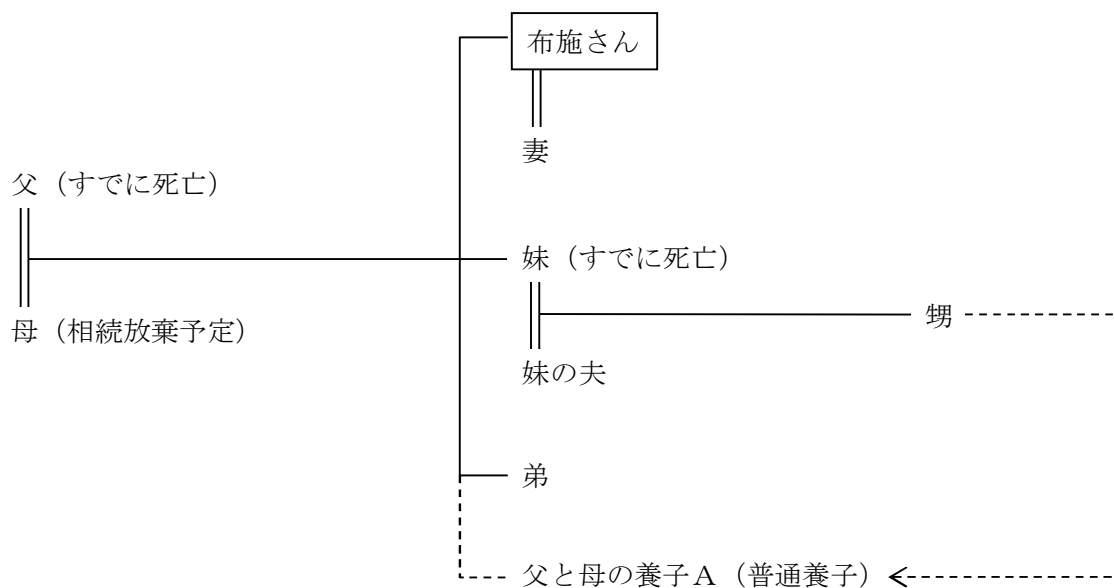 布施さん
妻
父（すでに死亡）
妹（すでに死亡）
母（相続放棄予定）
甥
妹の夫
弟
父と母の養子Ａ（普通養子）